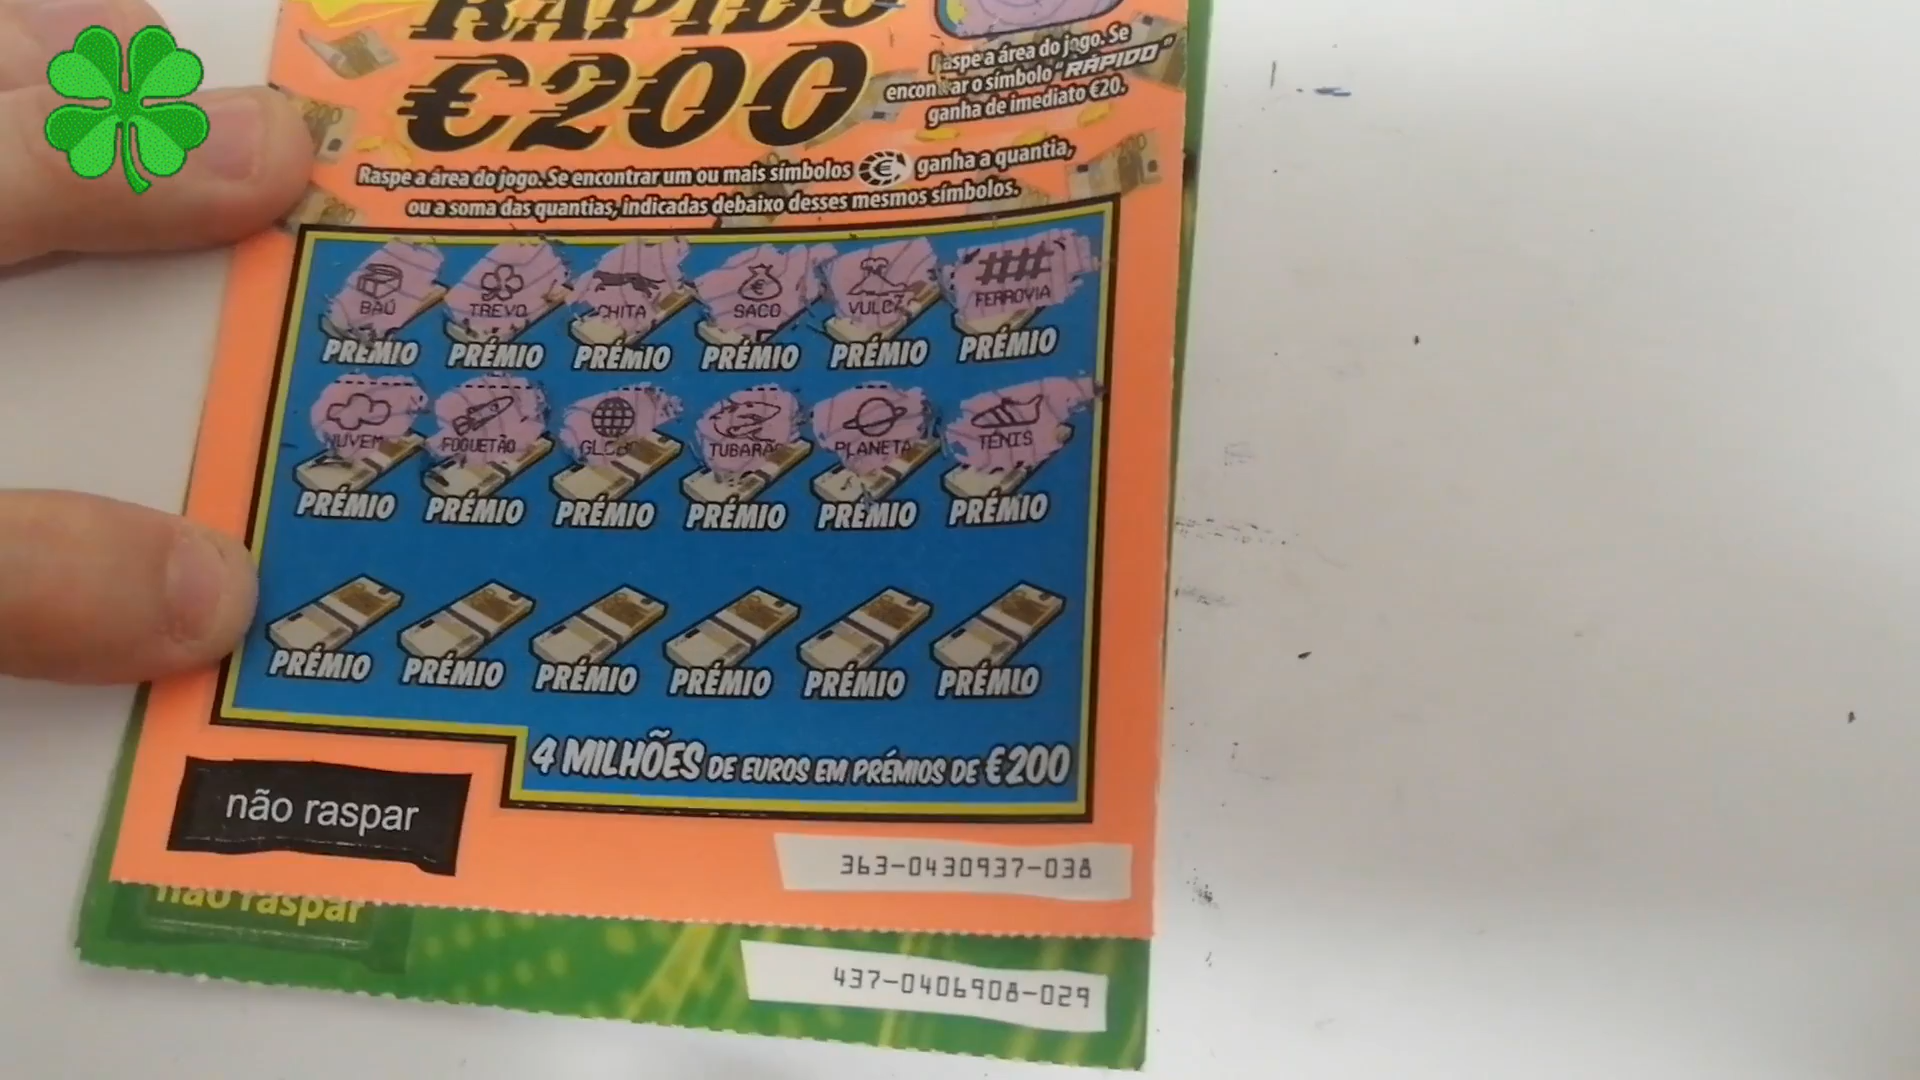 RÁPIDO
€200
Raspe a área do jogo. Se
encontrar o símbolo "RÁPIDO"
ganha de imediato €20.
Raspe a área do jogo. Se encontrar um ou mais símbolos € ganha a quantia,
ou a soma das quantias, indicadas debaixo desses mesmos símbolos.
BAÚ TREVO CHITA SACO FERROVIA
PRÉMIO PRÉMIO PRÉMIO PRÉMIO PRÉMIO PRÉMIO
NUVEM FOGUETÃO TUBARÃ PLANETA TÉNIS
PRÉMIO PRÉMIO PRÉMIO PRÉMIO PRÉMIO PRÉMIO
PRÉMIO PRÉMIO PRÉMIO PRÉMIO PRÉMIO PRÉMIO
4 MILHÕES DE EUROS EM PRÉMIOS DE €200
não raspar
363-0430937-038
não raspar
437-0406908-029